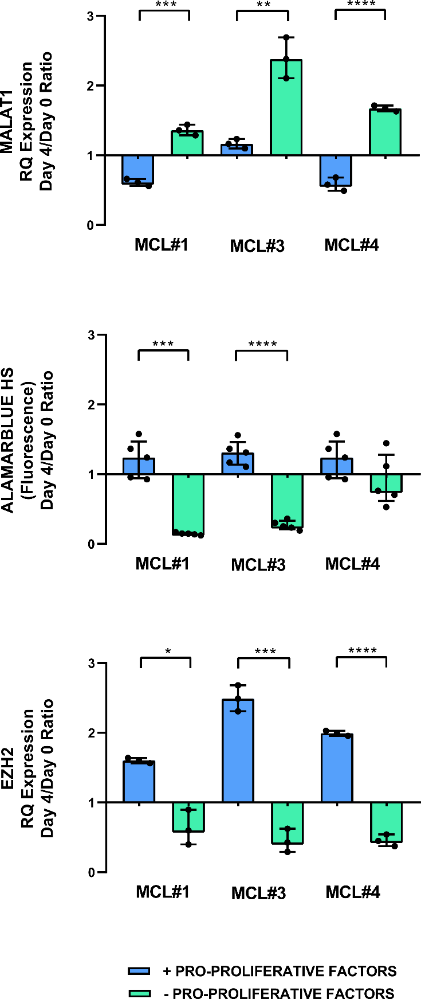 *** ** ****
MALAT1
RQ Expression
Day 4/Day 0 Ratio
3
2
1
0
MCL#1 MCL#3 MCL#4
*** ****
ALAMARBLUE HS
(Fluorescence)
Day 4/Day 0 Ratio
3
2
1
0
MCL#1 MCL#3 MCL#4
* *** ****
EZH2
RQ Expression
Day 4/Day 0 Ratio
3
2
1
0
MCL#1 MCL#3 MCL#4
+ PRO-PROLIFERATIVE FACTORS
- PRO-PROLIFERATIVE FACTORS